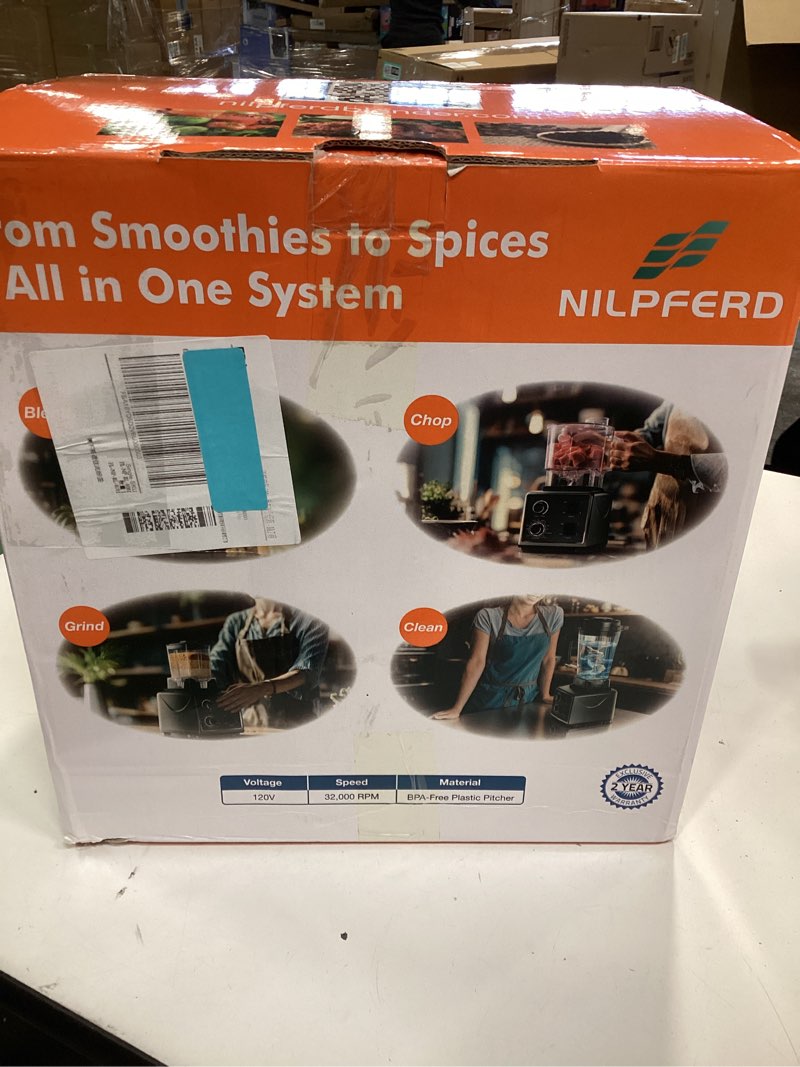 om Smoothies to Spices
All in One System
NILPFERD
Chop
Grind
Clean
Voltage Speed Material
120V 32,000 RPM BPA-Free Plastic Pitcher
EXCLUSIVE
2 YEAR
WARRANTY